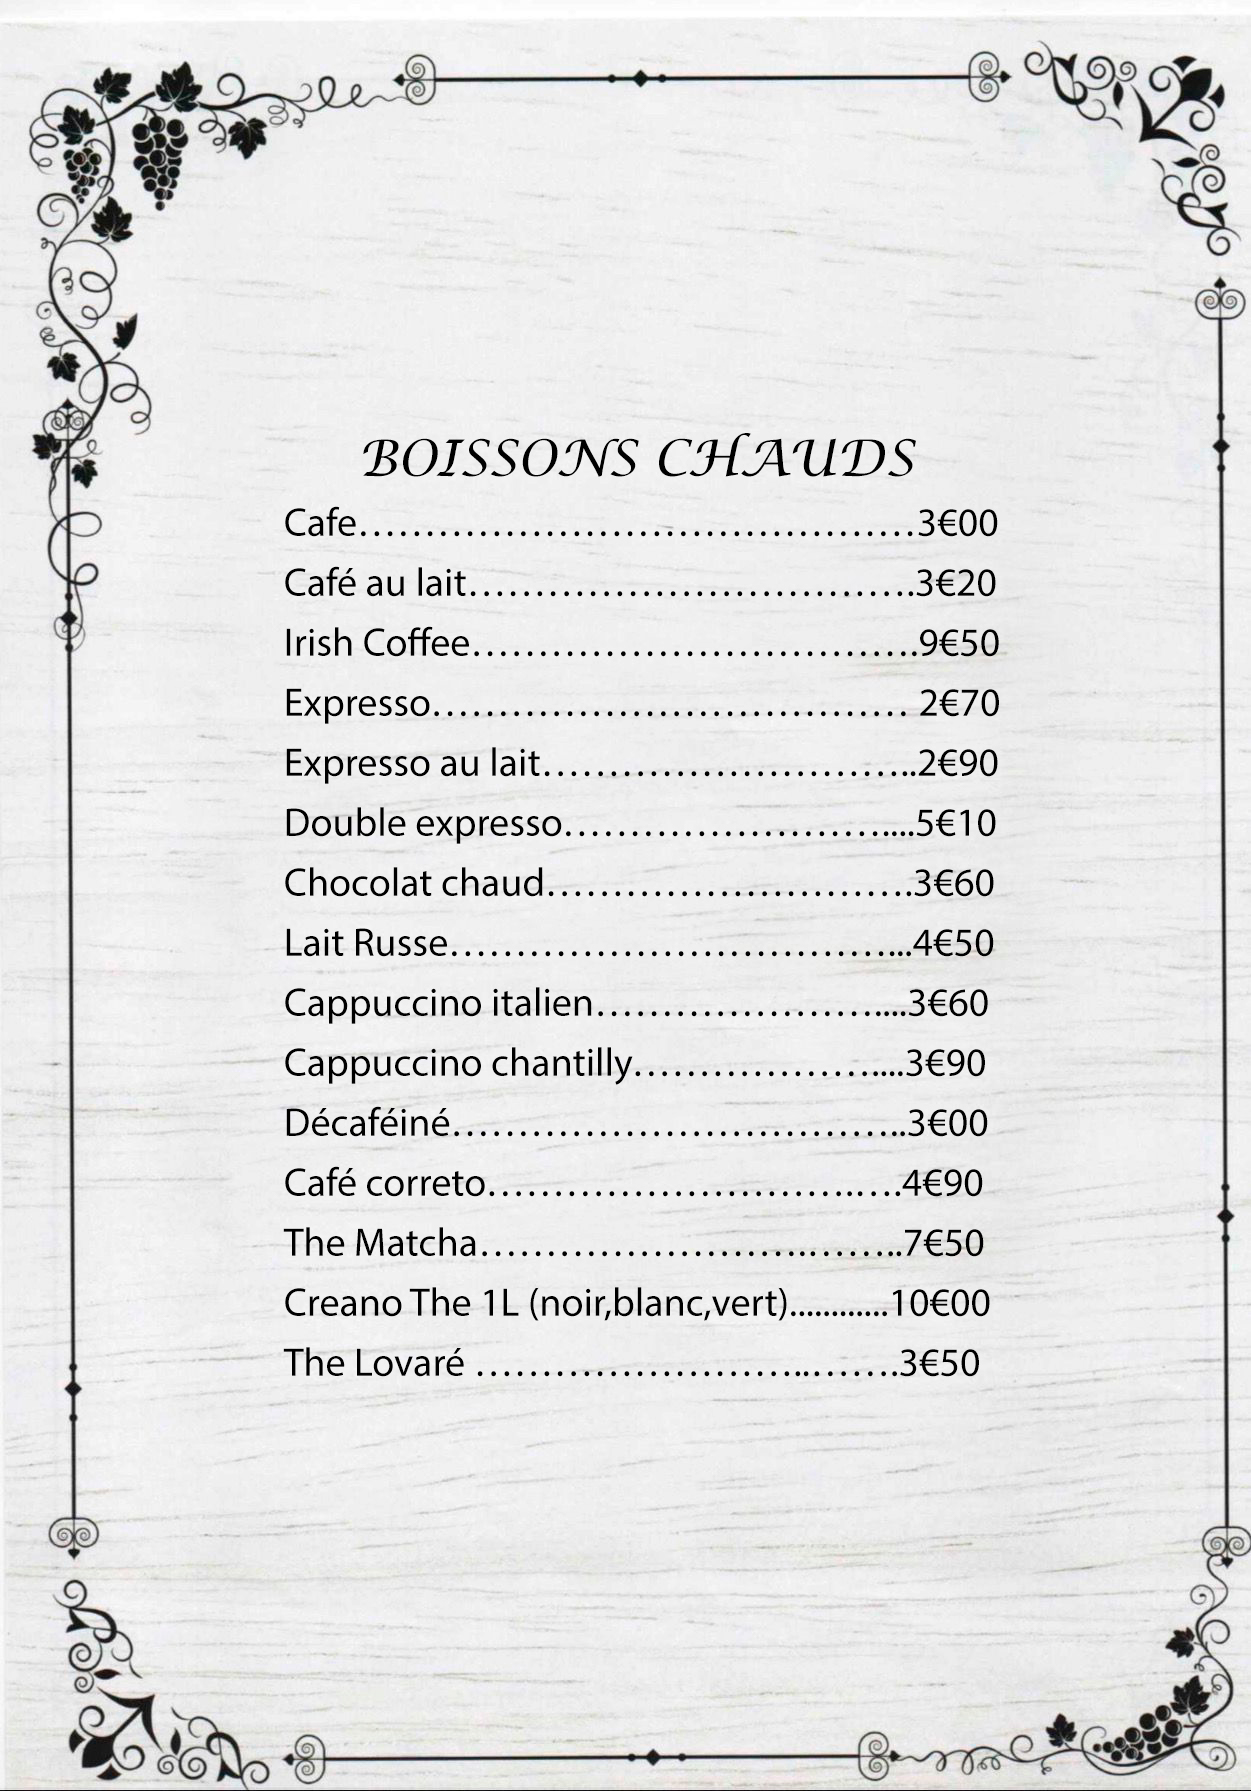 BOISSONS CHAUDS
Cafe……………………………………3€00
Café au lait…………………………….3€20
Irish Coffee…………………………….9€50
Expresso……………………………… 2€70
Expresso au lait………………………..2€90
Double expresso……………………....5€10
Chocolat chaud…………….………….3€60
Lait Russe……………………………...4€50
Cappuccino italien…………………....3€60
Cappuccino chantilly………………....3€90
Décaféiné……………………………..3€00
Café correto……………………….….4€90
The Matcha…………………….……..7€50
Creano The 1L (noir,blanc,vert)............10€00
The Lovaré ……………………..…….3€50